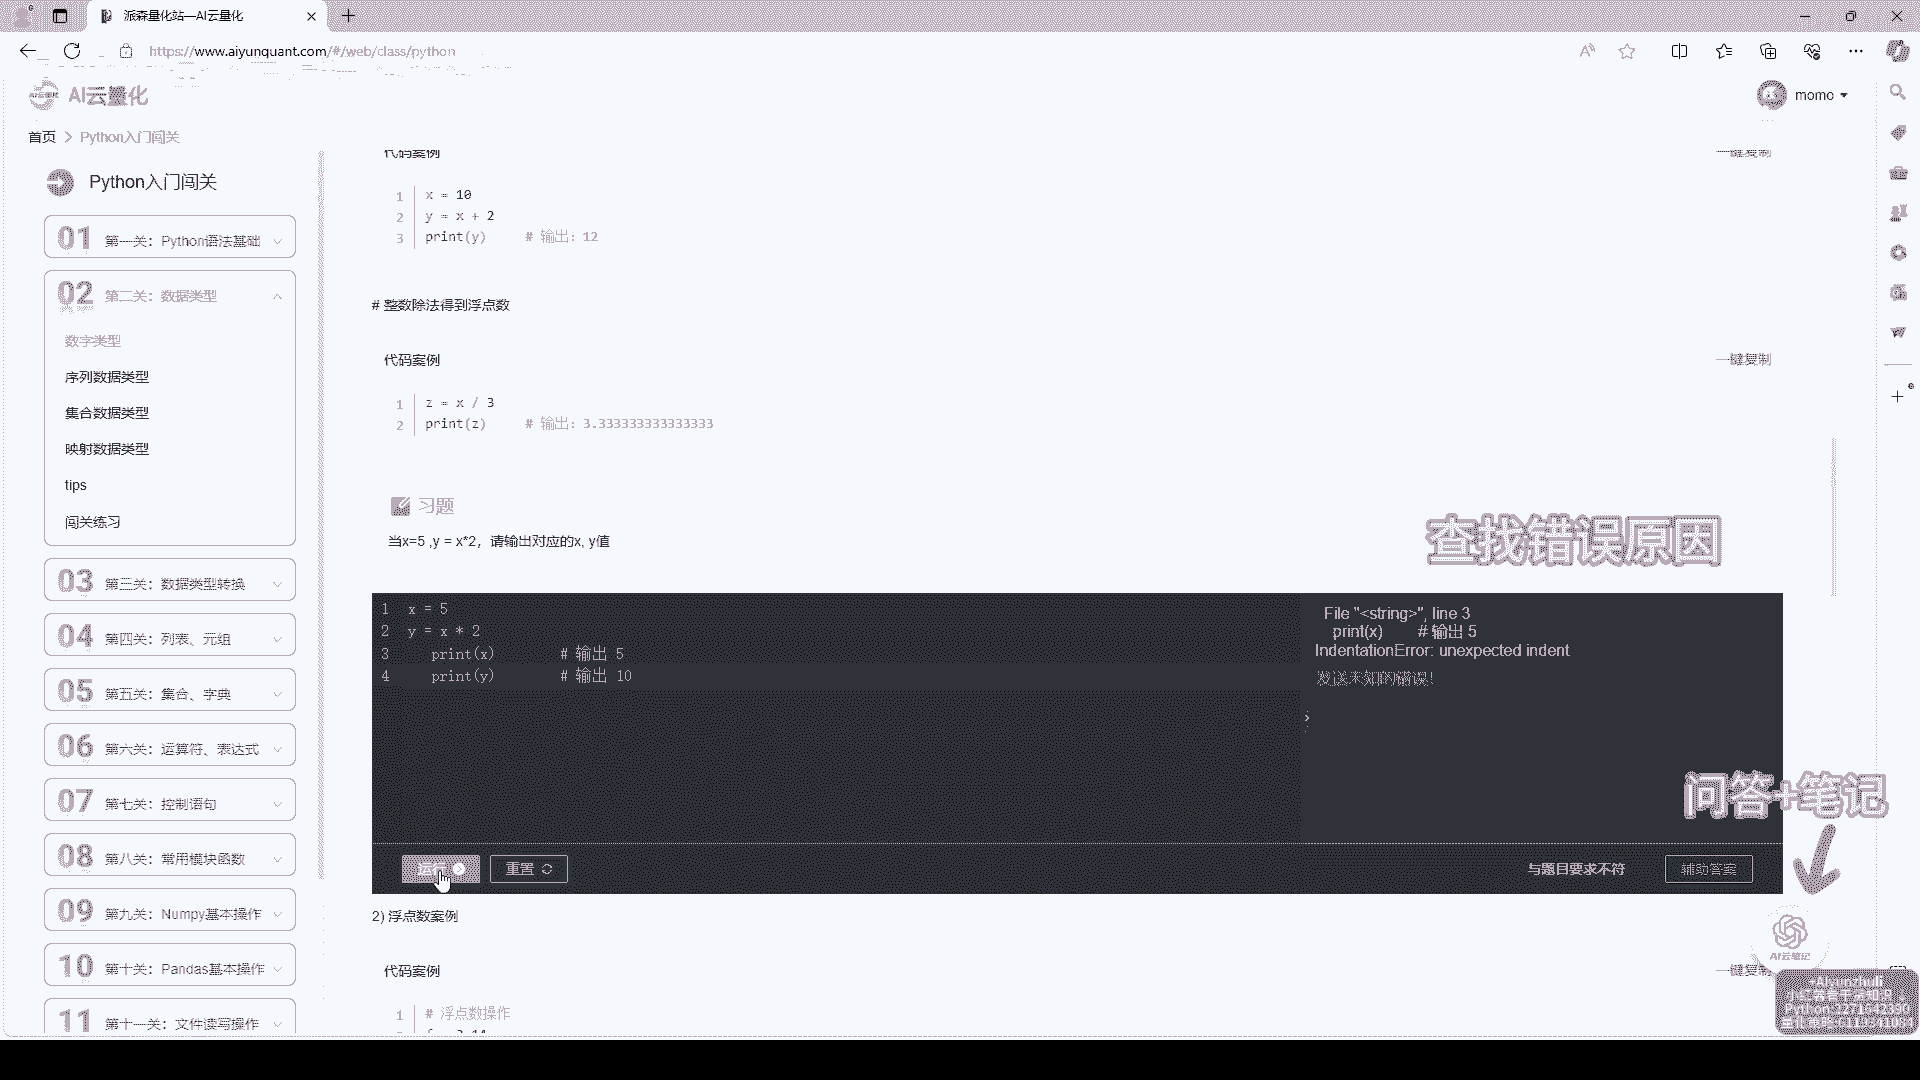 派森量化站—AI云量化
https://www.aiyunquant.com/#/web/class/python
AI云量化
momo
首页 > Python入门闯关
Python入门闯关
01 第一关：Python语法基础
02 第二关：数据类型
数字类型
序列数据类型
集合数据类型
映射数据类型
tips
闯关练习
03 第三关：数据类型转换
04 第四关：列表、元组
05 第五关：集合、字典
06 第六关：运算符、表达式
07 第七关：控制语句
08 第八关：常用模块函数
09 第九关：Numpy基本操作
10 第十关：Pandas基本操作
11 第十一关：文件读写操作
代码案例 一键复制
1 x = 10
2 y = x + 2
3 print(y) # 输出：12
# 整数除法得到浮点数
代码案例 一键复制
1 z = x / 3
2 print(z) # 输出：3.333333333333333
习题
当x=5 ,y = x*2，请输出对应的x, y值
查找错误原因
1 x = 5
2 y = x * 2
3 print(x) # 输出 5
4 print(y) # 输出 10
File "<string>", line 3
print(x) # 输出 5
IndentationError: unexpected indent
发送未知的错误!
问答+笔记
运行 重置
与题目要求不符 辅助答案
2) 浮点数案例
AI云笔记
代码案例 一键复制
1 # 浮点数操作